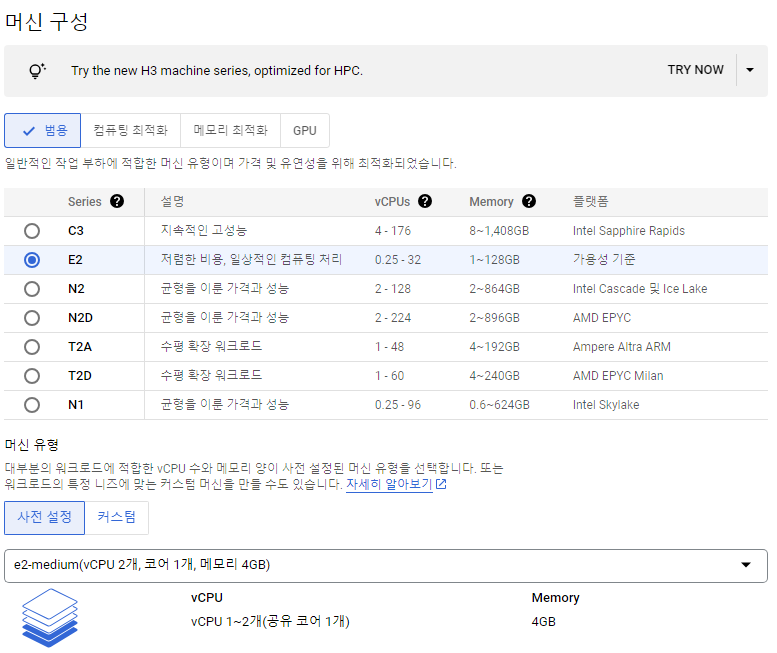 머신 구성
Try the new H3 machine series, optimized for HPC. TRY NOW
범용 컴퓨팅 최적화 메모리 최적화 GPU
일반적인 작업 부하에 적합한 머신 유형이며 가격 및 유연성을 위해 최적화되었습니다.
Series 설명 vCPUs Memory 플랫폼
C3 지속적인 고성능 4 - 176 8~1,408GB Intel Sapphire Rapids
E2 저렴한 비용, 일상적인 컴퓨팅 처리 0.25 - 32 1~128GB 가용성 기준
N2 균형을 이룬 가격과 성능 2 - 128 2~864GB Intel Cascade 및 Ice Lake
N2D 균형을 이룬 가격과 성능 2 - 224 2~896GB AMD EPYC
T2A 수평 확장 워크로드 1 - 48 4~192GB Ampere Altra ARM
T2D 수평 확장 워크로드 1 - 60 4~240GB AMD EPYC Milan
N1 균형을 이룬 가격과 성능 0.25 - 96 0.6~624GB Intel Skylake
머신 유형
대부분의 워크로드에 적합한 vCPU 수와 메모리 양이 사전 설정된 머신 유형을 선택합니다. 또는
워크로드의 특정 니즈에 맞는 커스텀 머신을 만들 수도 있습니다. 자세히 알아보기
사전 설정 커스텀
e2-medium(vCPU 2개, 코어 1개, 메모리 4GB)
vCPU Memory
vCPU 1~2개(공유 코어 1개) 4GB